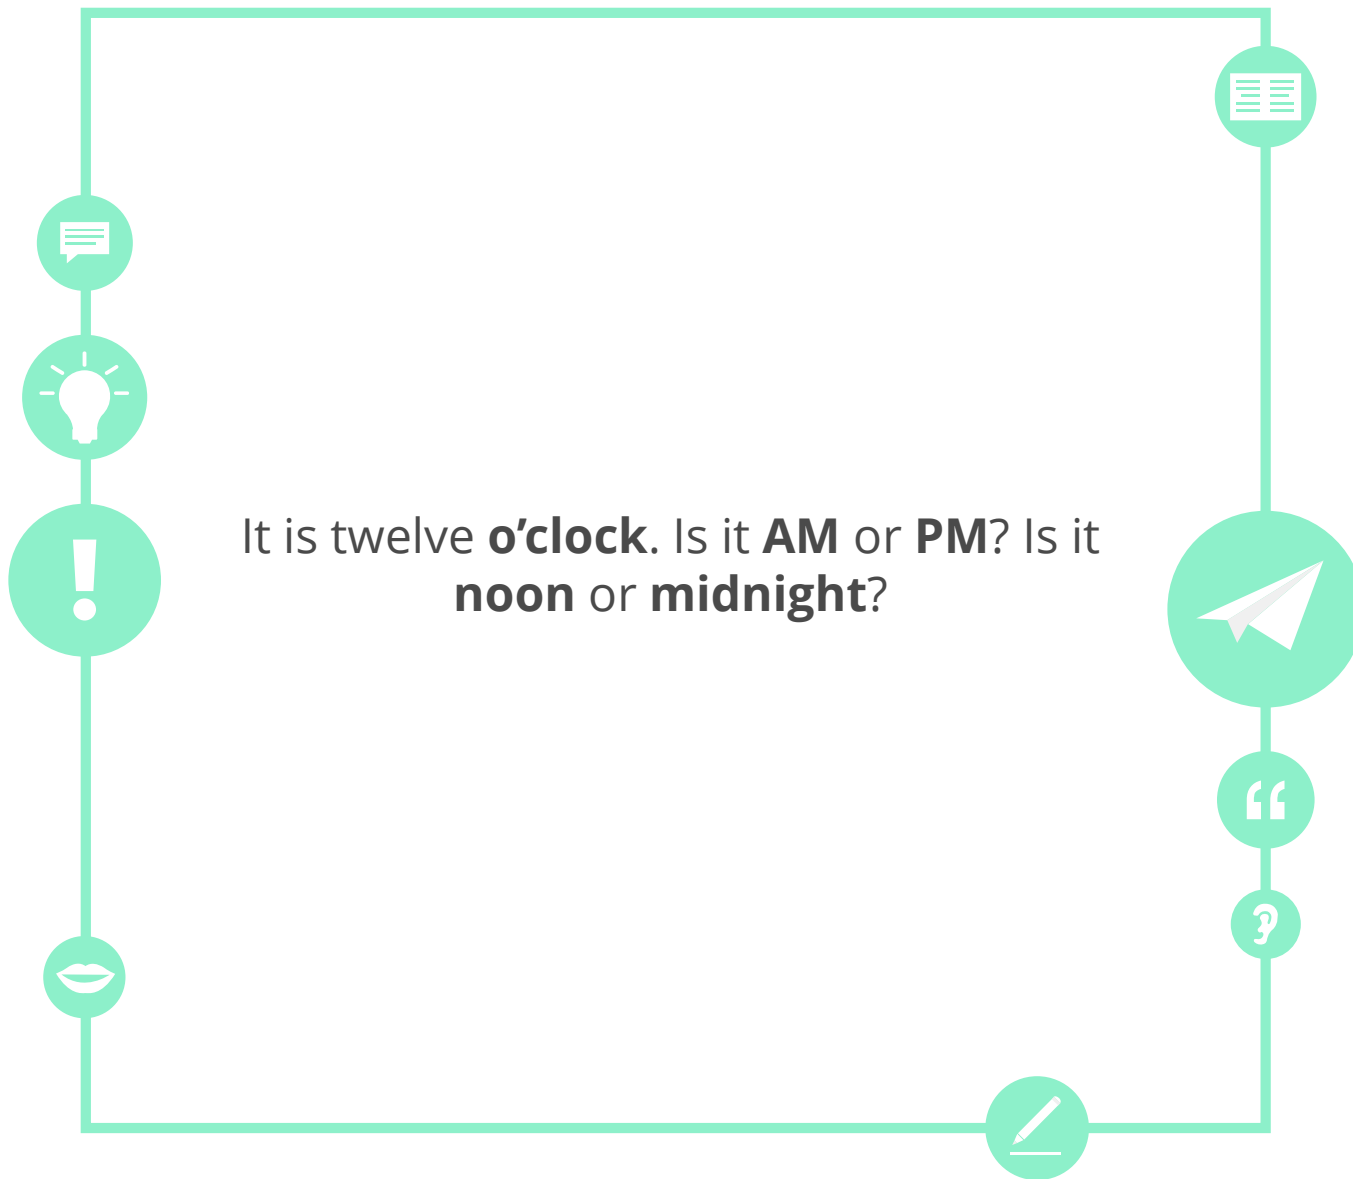 It is twelve o’clock. Is it AM or PM? Is it
noon or midnight?